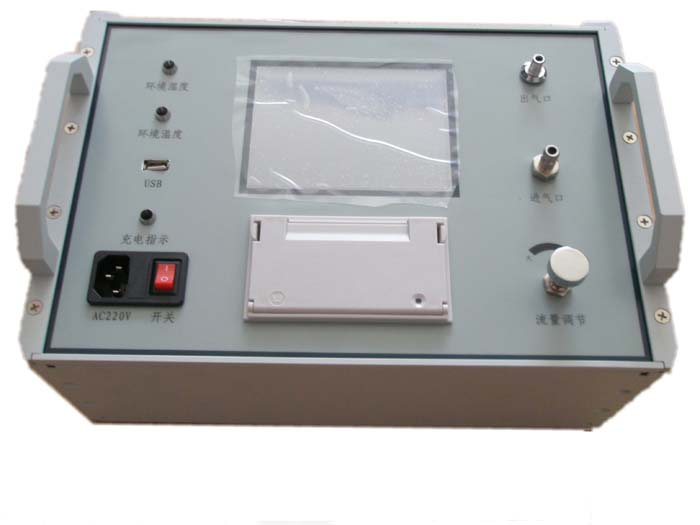 环境温度
环境湿度
USB
充电指示
AC220V
开关
出气口
进气口
大
流量调节